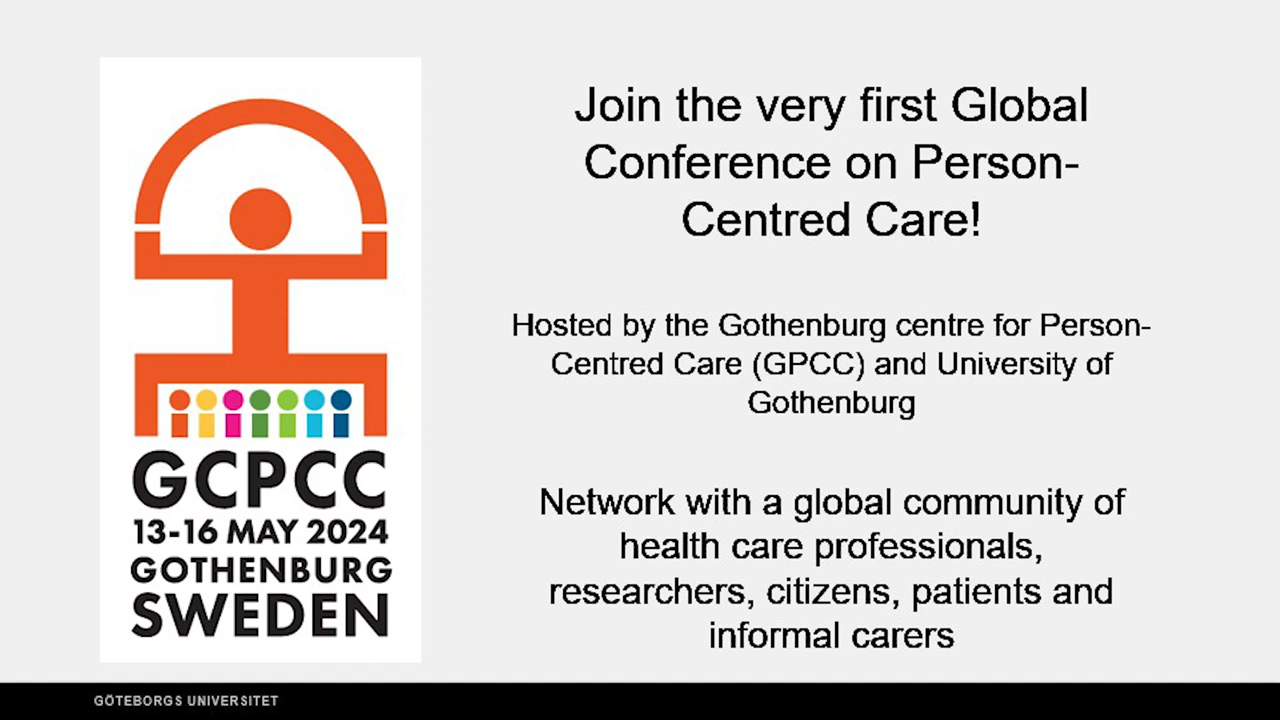 GCPCC
13-16 MAY 2024
GOTHENBURG
SWEDEN
Join the very first Global
Conference on Person-
Centred Care!
Hosted by the Gothenburg centre for Person-
Centred Care (GPCC) and University of
Gothenburg
Network with a global community of
health care professionals,
researchers, citizens, patients and
informal carers
GÖTEBORGS UNIVERSITET